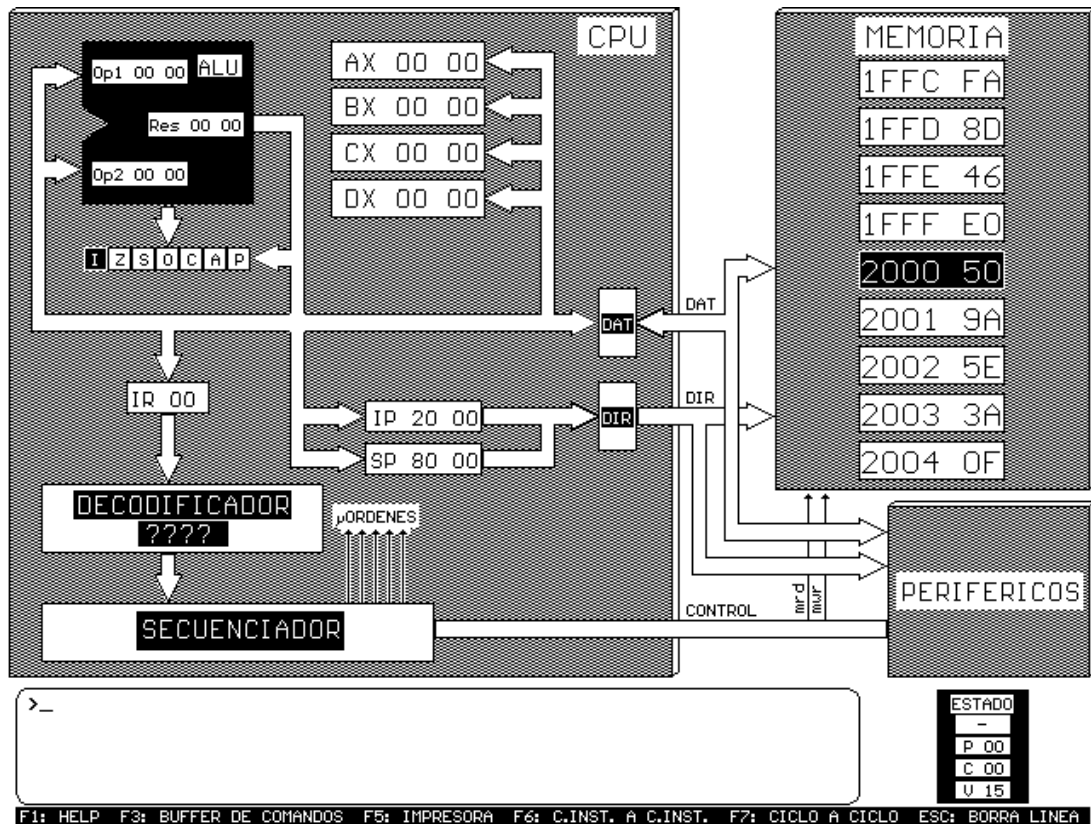 CPU
Op1 00 00
ALU
Res 00 00
Op2 00 00
I Z S O C A P
AX 00 00
BX 00 00
CX 00 00
DX 00 00
IR 00
IP 20 00
SP 80 00
DAT
DIR
DECODIFICADOR
????
μORDENES
SECUENCIADOR
DAT
DIR
CONTROL
mrd
mwr
MEMORIA
1FFC FA
1FFD 8D
1FFE 46
1FFF E0
2000 50
2001 9A
2002 5E
2003 3A
2004 0F
PERIFERICOS
>_
ESTADO
-
P 00
C 00
V 15
F1: HELP F3: BUFFER DE COMANDOS F5: IMPRESORA F6: C.INST. A C.INST. F7: CICLO A CICLO ESC: BORRA LINEA